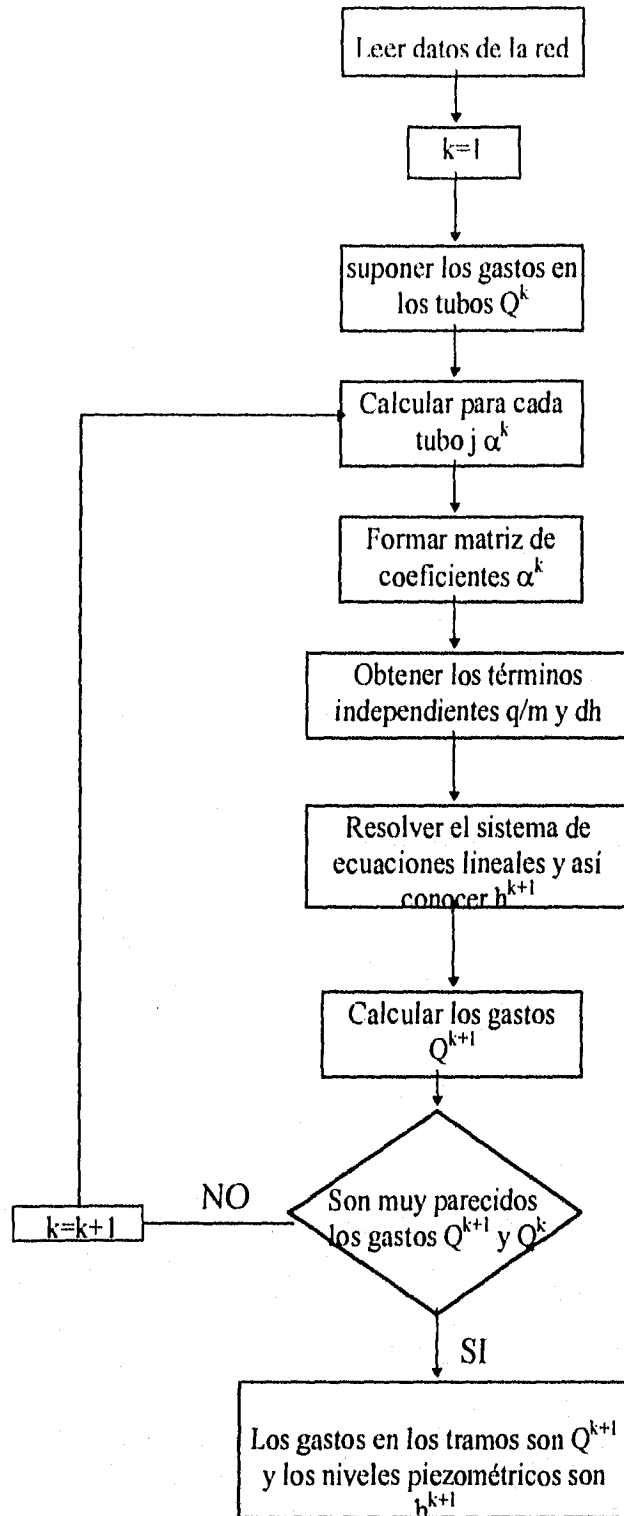 Leer datos de la red
k=1
suponer los gastos en
los tubos Q^k
Calcular para cada
tubo j α^k
Formar matriz de
coeficientes α^k
Obtener los términos
independientes q/m y dh
Resolver el sistema de
ecuaciones lineales y así
conocer h^{k+1}
Calcular los gastos
Q^{k+1}
Son muy parecidos
los gastos Q^{k+1} y Q^k
NO
k=k+1
SI
Los gastos en los tramos son Q^{k+1}
y los niveles piezométricos son
h^{k+1}